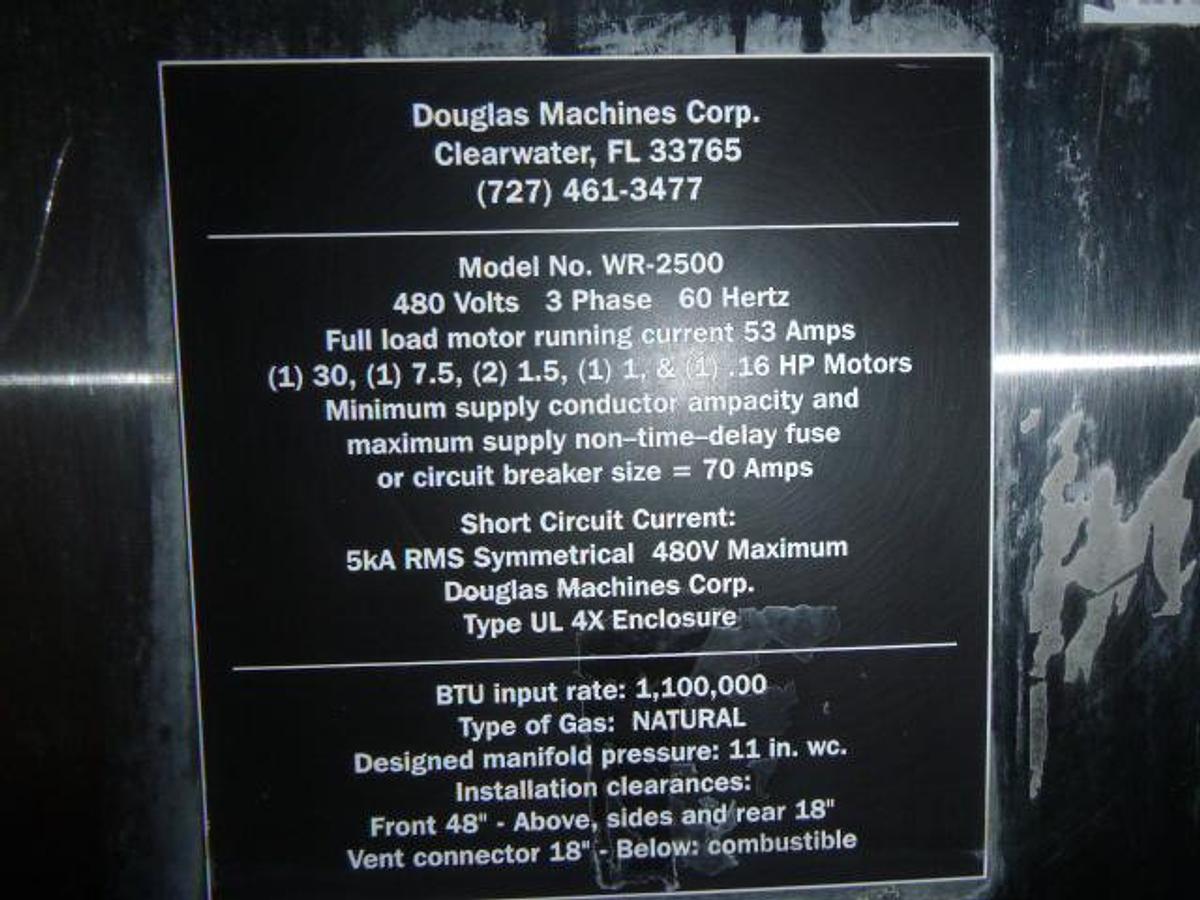 Douglas Machines Corp.
Clearwater, FL 33765
(727) 461-3477
Model No. WR-2500
480 Volts 3 Phase 60 Hertz
Full load motor running current 53 Amps
(1) 30, (1) 7.5, (2) 1.5, (1) 1, & (1) .16 HP Motors
Minimum supply conductor ampacity and
maximum supply non–time–delay fuse
or circuit breaker size = 70 Amps
Short Circuit Current:
5kA RMS Symmetrical 480V Maximum
Douglas Machines Corp.
Type UL 4X Enclosure
BTU input rate: 1,100,000
Type of Gas: NATURAL
Designed manifold pressure: 11 in. wc.
Installation clearances:
Front 48" - Above, sides and rear 18"
Vent connector 18" - Below: combustible